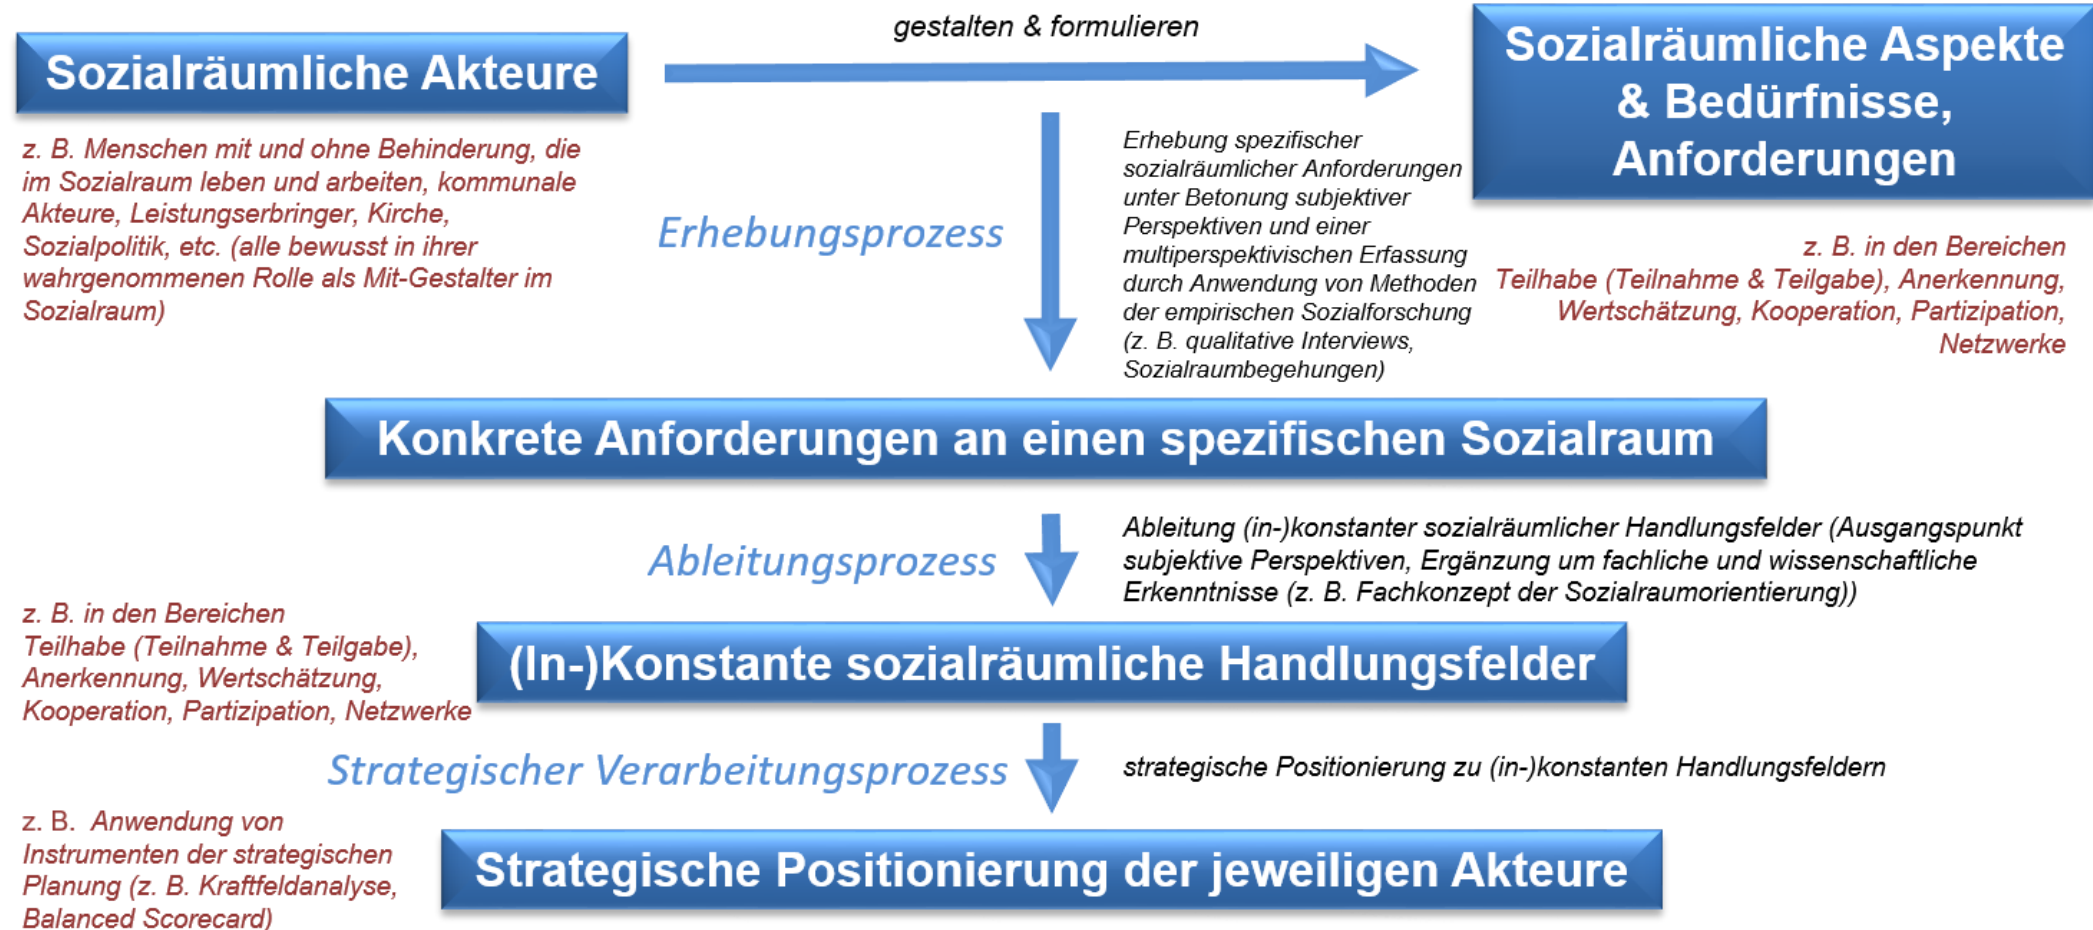 gestalten & formulieren
Sozialräumliche Akteure
Sozialräumliche Aspekte
& Bedürfnisse,
Anforderungen
z. B. Menschen mit und ohne Behinderung, die
im Sozialraum leben und arbeiten, kommunale
Akteure, Leistungserbringer, Kirche,
Sozialpolitik, etc. (alle bewusst in ihrer
wahrgenommenen Rolle als Mit-Gestalter im
Sozialraum)
Erhebungsprozess
Erhebung spezifischer
sozialräumlicher Anforderungen
unter Betonung subjektiver
Perspektiven und einer
multiperspektivischen Erfassung
durch Anwendung von Methoden
der empirischen Sozialforschung
(z. B. qualitative Interviews,
Sozialraumbegehungen)
z. B. in den Bereichen
Teilhabe (Teilnahme & Teilgabe), Anerkennung,
Wertschätzung, Kooperation, Partizipation,
Netzwerke
Konkrete Anforderungen an einen spezifischen Sozialraum
Ableitungsprozess
Ableitung (in-)konstanter sozialräumlicher Handlungsfelder (Ausgangspunkt
subjektive Perspektiven, Ergänzung um fachliche und wissenschaftliche
Erkenntnisse (z. B. Fachkonzept der Sozialraumorientierung))
z. B. in den Bereichen
Teilhabe (Teilnahme & Teilgabe),
Anerkennung, Wertschätzung,
Kooperation, Partizipation, Netzwerke
(In-)Konstante sozialräumliche Handlungsfelder
Strategischer Verarbeitungsprozess
strategische Positionierung zu (in-)konstanten Handlungsfeldern
z. B. Anwendung von
Instrumenten der strategischen
Planung (z. B. Kraftfeldanalyse,
Balanced Scorecard)
Strategische Positionierung der jeweiligen Akteure